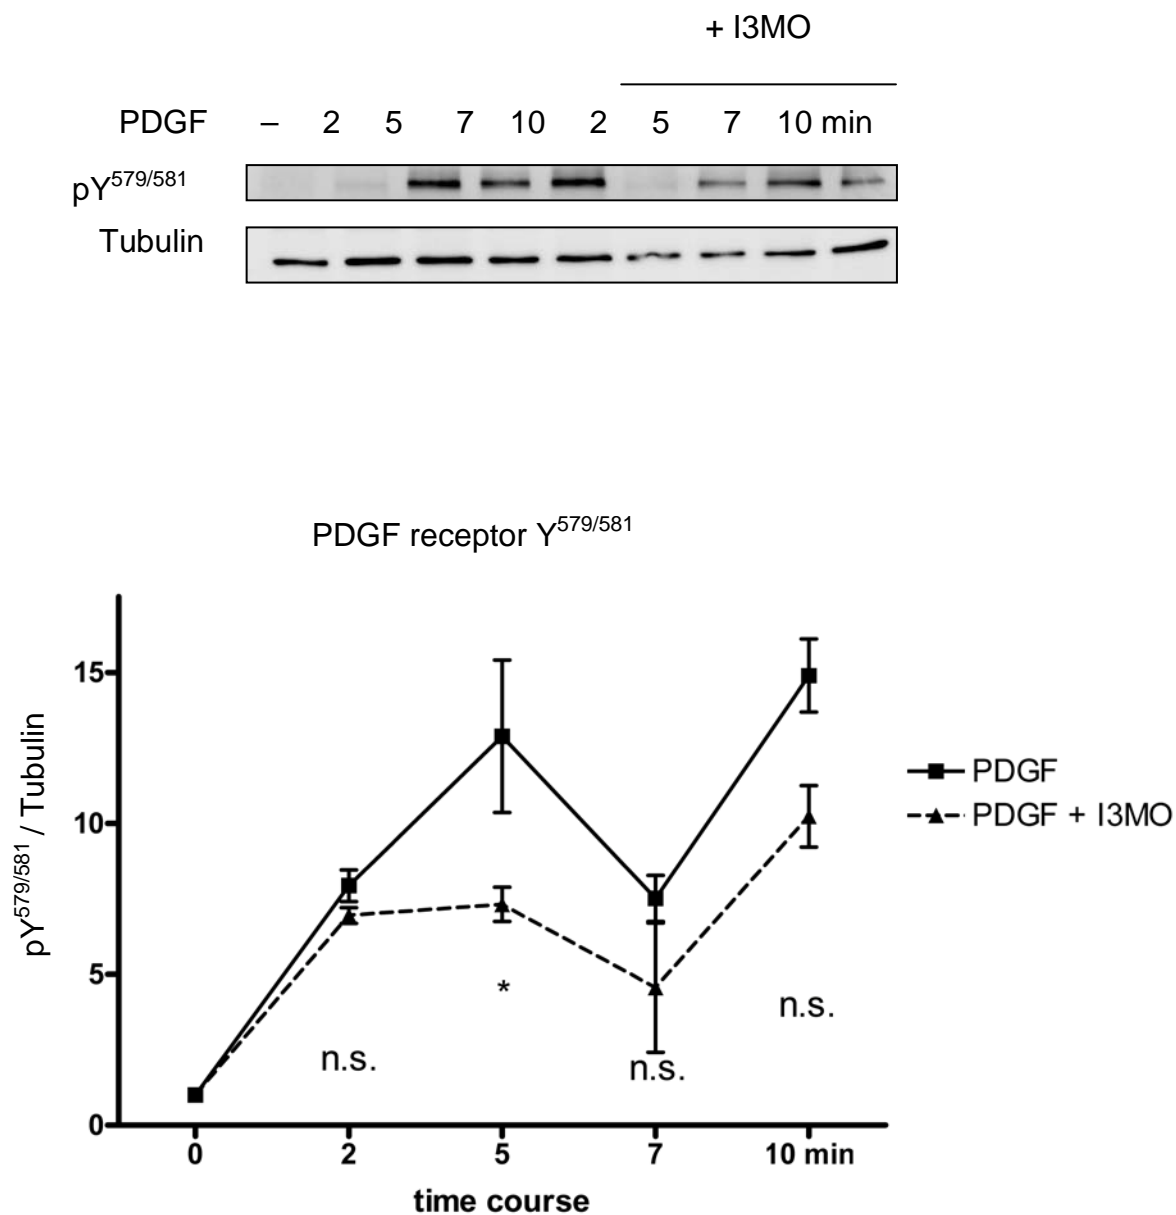 + I3MO
PDGF – 2 5 7 10 2 5 7 10 min
pY579/581
Tubulin
PDGF receptor Y579/581
15
10
5
0
pY579/581 / Tubulin
PDGF
PDGF + I3MO
n.s.
*
n.s.
n.s.
0 2 5 7 10 min
time course